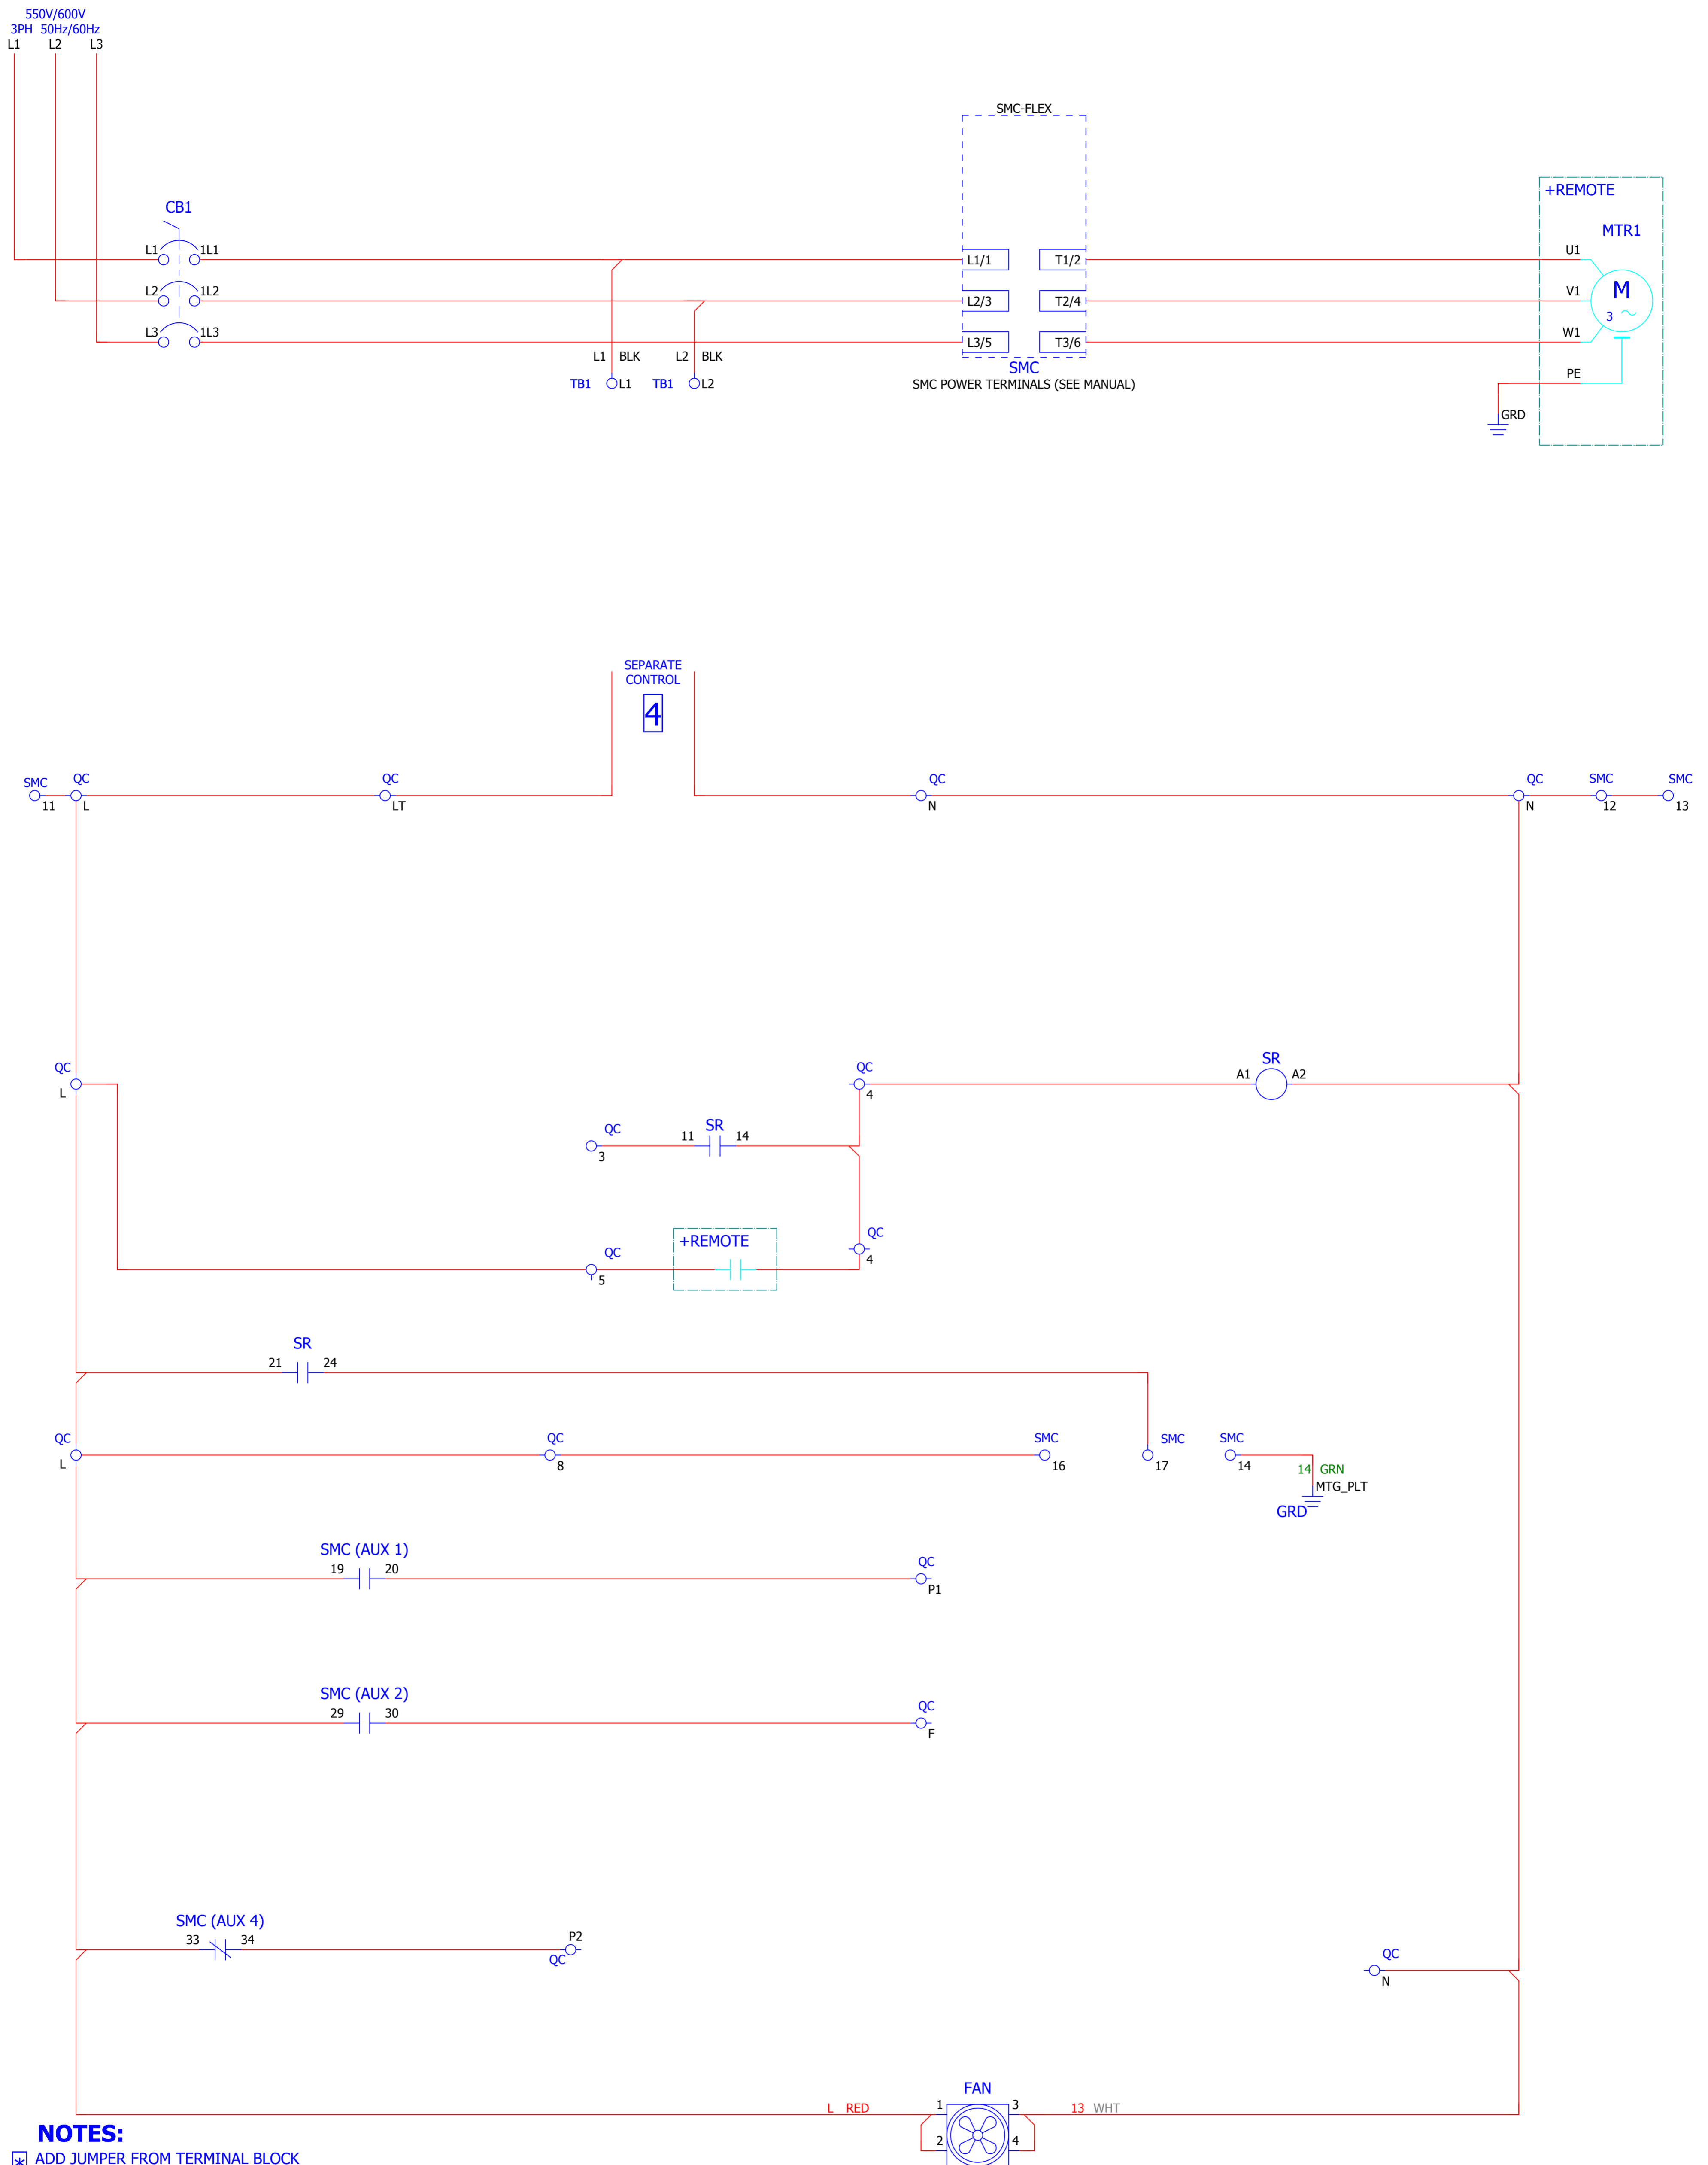 550V/600V
3PH 50Hz/60Hz
L1 L2 L3
SMC-FLEX
+REMOTE
CB1
MTR1
L1 1L1 L1/1 T1/2 U1
L2 1L2 L2/3 T2/4 V1
M
3
L3 1L3 L3/5 T3/6 W1
L1 BLK L2 BLK
SMC
PE
TB1 L1 TB1 L2
SMC POWER TERMINALS (SEE MANUAL)
GRD
SEPARATE
CONTROL
4
SMC QC QC QC QC SMC SMC
11 L LT N N 12 13
QC QC SR
L 4 A1 A2
QC SR
3 11 14
QC +REMOTE QC
5 4
SR
21 24
QC QC SMC SMC SMC
L 8 16 17 14
14 GRN
MTG_PLT
GRD
SMC (AUX 1)
19 20 QC
P1
SMC (AUX 2)
29 30 QC
F
SMC (AUX 4)
33 34 P2
QC
QC
N
FAN
L RED 1 3 13 WHT
2 4
NOTES:
* ADD JUMPER FROM TERMINAL BLOCK